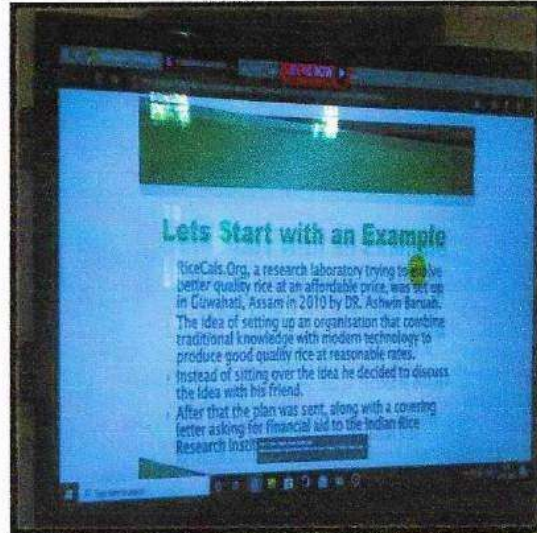 Lets Start with an Example
RiceCals.Org, a research laboratory trying to evolve
better quality rice at an affordable price, was set up
in Guwahati, Assam in 2010 by DR. Ashwin Baruah.
The idea of setting up an organisation that combine
traditional knowledge with modern technology to
produce good quality rice at reasonable rates.
Instead of sitting over the idea he decided to discuss
the idea with his friend.
After that the plan was sent, along with a covering
letter asking for financial aid to the Indian Rice
Research